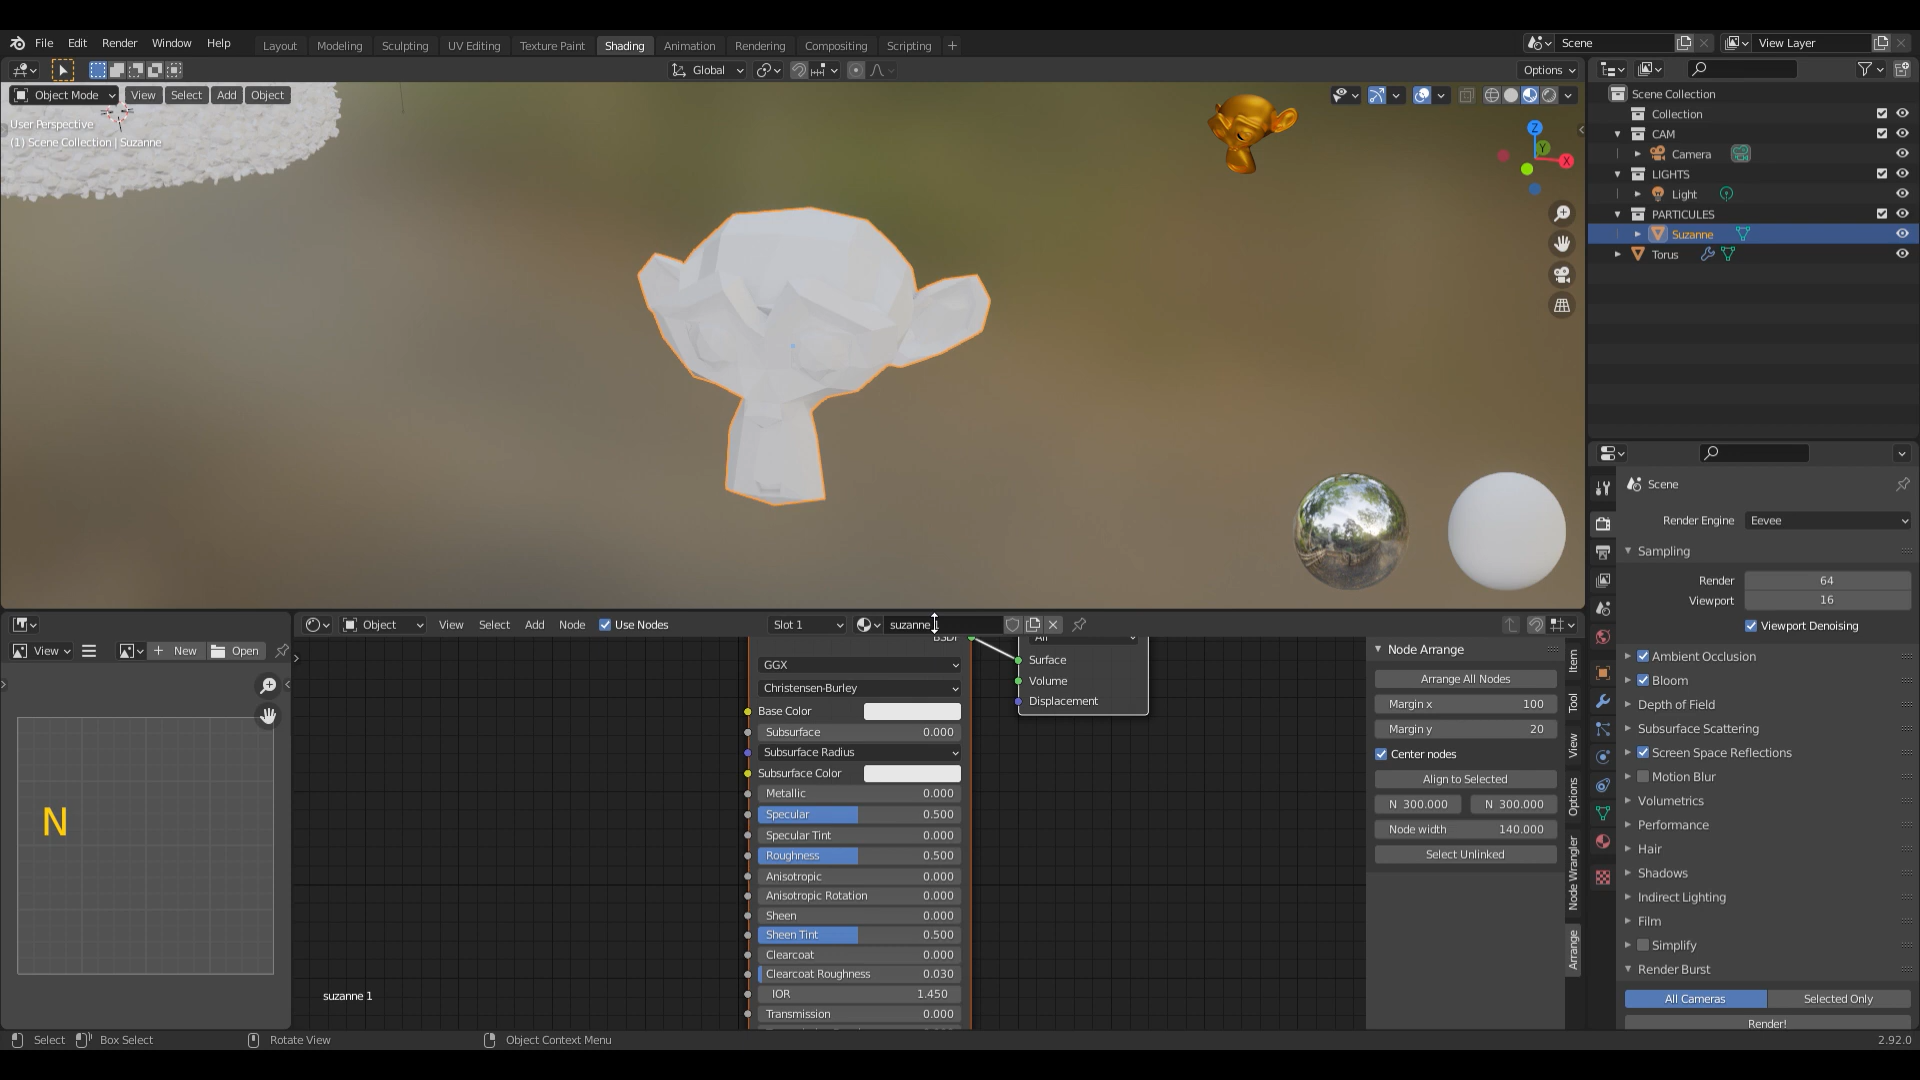 File Edit Render Window Help Layout Modeling Sculpting UV Editing Texture Paint Shading Animation Rendering Compositing Scripting + Scene View Layer
Global Options
Object Mode View Select Add Object
User Perspective
(1) Scene Collection | Suzanne
Z
Y
X
Scene Collection
Collection
CAM
Camera
LIGHTS
Light
PARTICULES
Suzanne
Torus
Scene
Render Engine Eevee
Sampling
Render 64
Viewport 16
Viewport Denoising
Ambient Occlusion
Bloom
Depth of Field
Subsurface Scattering
Screen Space Reflections
Motion Blur
Volumetrics
Performance
Hair
Shadows
Indirect Lighting
Film
Simplify
Render Burst
All Cameras Selected Only
Render!
Object View Select Add Node Use Nodes Slot 1 suzanne 1
View New Open
N
suzanne 1
BSDF
GGX
Christensen-Burley
Base Color
Subsurface 0.000
Subsurface Radius
Subsurface Color
Metallic 0.000
Specular 0.500
Specular Tint 0.000
Roughness 0.500
Anisotropic 0.000
Anisotropic Rotation 0.000
Sheen 0.000
Sheen Tint 0.500
Clearcoat 0.000
Clearcoat Roughness 0.030
IOR 1.450
Transmission 0.000
All
Surface
Volume
Displacement
Node Arrange
Arrange All Nodes
Margin x 100
Margin y 20
Center nodes
Align to Selected
N 300.000 N 300.000
Node width 140.000
Select Unlinked
Item
Tool
View
Options
Node Wrangler
Arrange
Select Box Select Rotate View Object Context Menu 2.92.0